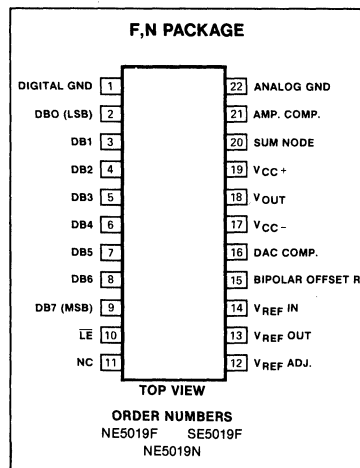 F,N PACKAGE
DIGITAL GND 1
DBO (LSB) 2
DB1 3
DB2 4
DB3 5
DB4 6
DB5 7
DB6 8
DB7 (MSB) 9
LE 10
NC 11
22 ANALOG GND
21 AMP. COMP.
20 SUM NODE
19 VCC+
18 VOUT
17 VCC-
16 DAC COMP.
15 BIPOLAR OFFSET R
14 VREF IN
13 VREF OUT
12 VREF ADJ.
TOP VIEW
ORDER NUMBERS
NE5019F SE5019F
NE5019N